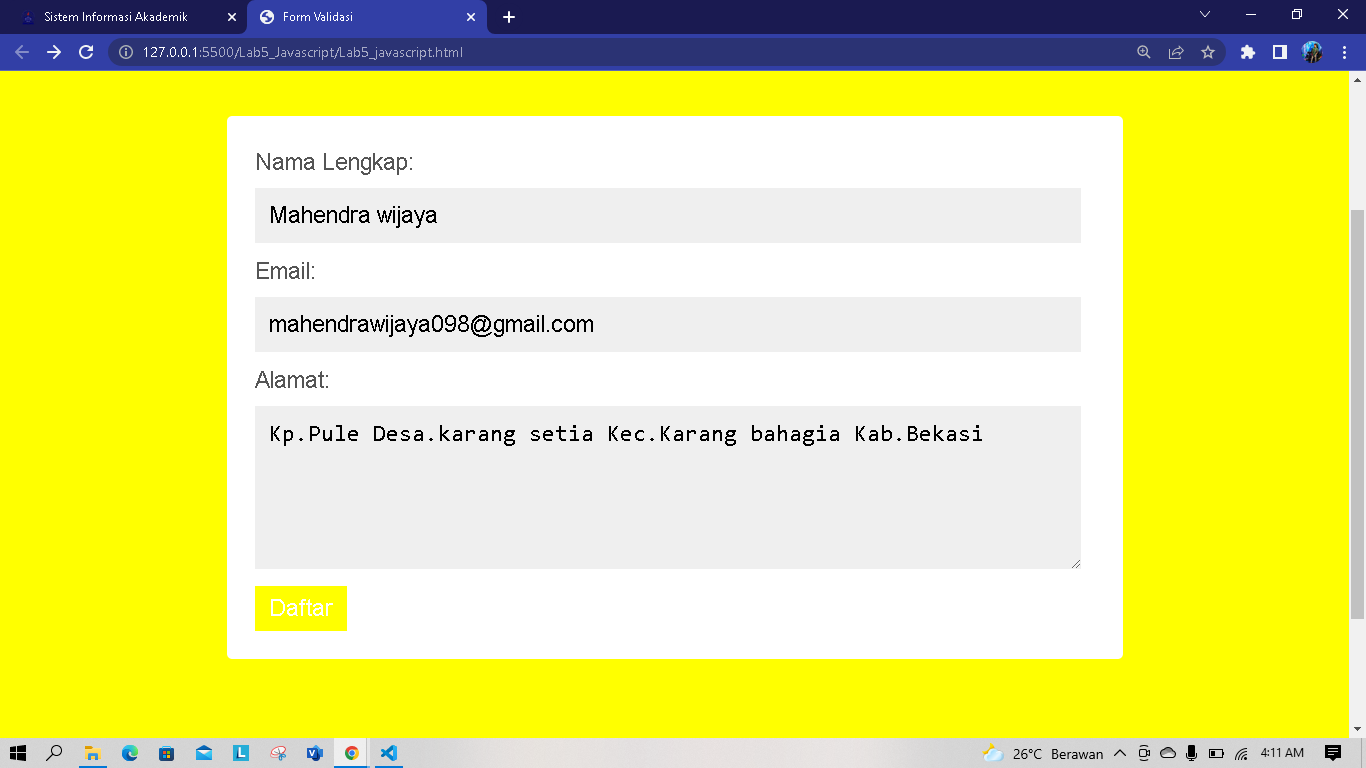 Sistem Informasi Akademik
Form Validasi
127.0.0.1:5500/Lab5_Javascript/Lab5_javascript.html
Nama Lengkap:
Mahendra wijaya
Email:
mahendrawijaya098@gmail.com
Alamat:
Kp.Pule Desa.karang setia Kec.Karang bahagia Kab.Bekasi
Daftar
26°C Berawan
4:11 AM